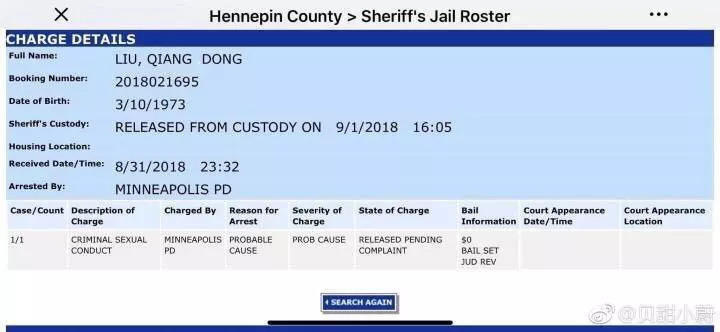 Hennepin County > Sheriff's Jail Roster
CHARGE DETAILS
Full Name: LIU, QIANG DONG
Booking Number: 2018021695
Date of Birth: 3/10/1973
Sheriff's Custody: RELEASED FROM CUSTODY ON 9/1/2018 16:05
Housing Location:
Received Date/Time: 8/31/2018 23:32
Arrested By: MINNEAPOLIS PD
Case/Count Description of Charge Charged By Reason for Arrest Severity of Charge State of Charge Bail Information Court Appearance Date/Time Court Appearance Location
1/1 CRIMINAL SEXUAL CONDUCT MINNEAPOLIS PD PROBABLE CAUSE PROB CAUSE RELEASED PENDING COMPLAINT $0 BAIL SET JUD REV
SEARCH AGAIN
@贝甜小蔚